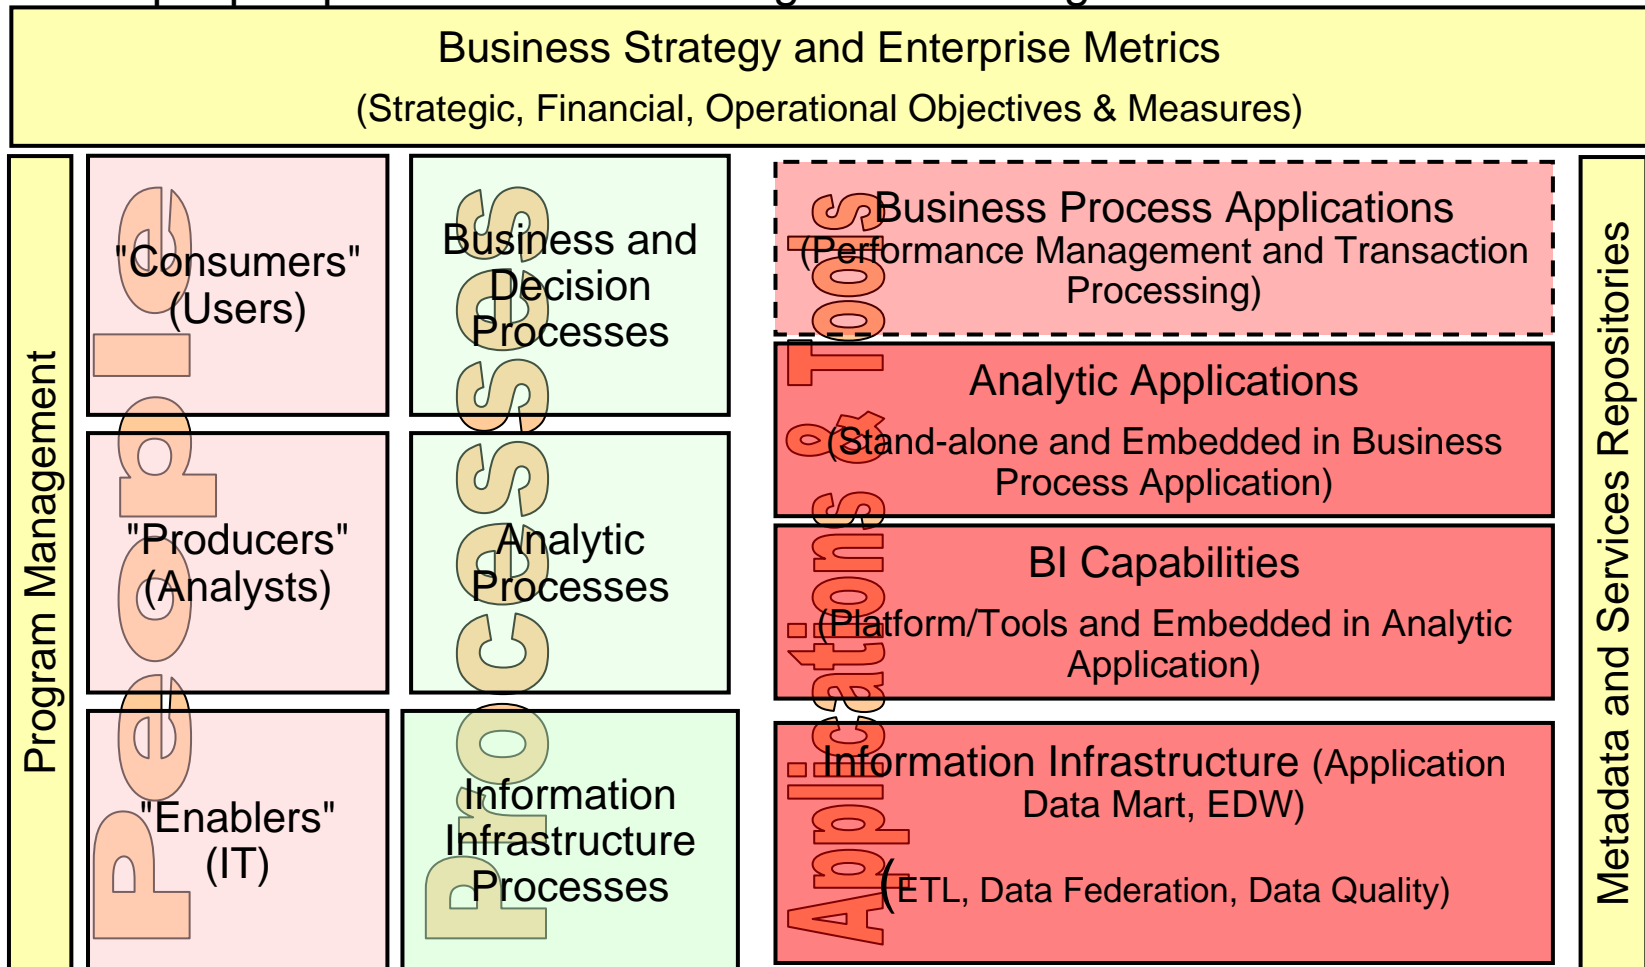 Business Strategy and Enterprise Metrics
(Strategic, Financial, Operational Objectives & Measures)
Program Management
People
"Consumers"
(Users)
"Producers"
(Analysts)
"Enablers"
(IT)
Processes
Business and
Decision
Processes
Analytic
Processes
Information
Infrastructure
Processes
Applications & Tools
Business Process Applications
(Performance Management and Transaction
Processing)
Analytic Applications
(Stand-alone and Embedded in Business
Process Application)
BI Capabilities
(Platform/Tools and Embedded in Analytic
Application)
Information Infrastructure (Application
Data Mart, EDW)
(ETL, Data Federation, Data Quality)
Metadata and Services Repositories